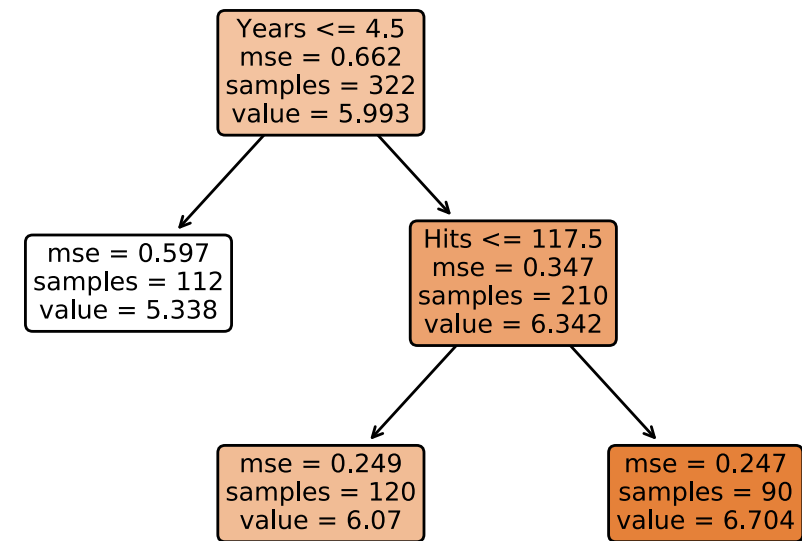 Years <= 4.5
mse = 0.662
samples = 322
value = 5.993
mse = 0.597
samples = 112
value = 5.338
Hits <= 117.5
mse = 0.347
samples = 210
value = 6.342
mse = 0.249
samples = 120
value = 6.07
mse = 0.247
samples = 90
value = 6.704